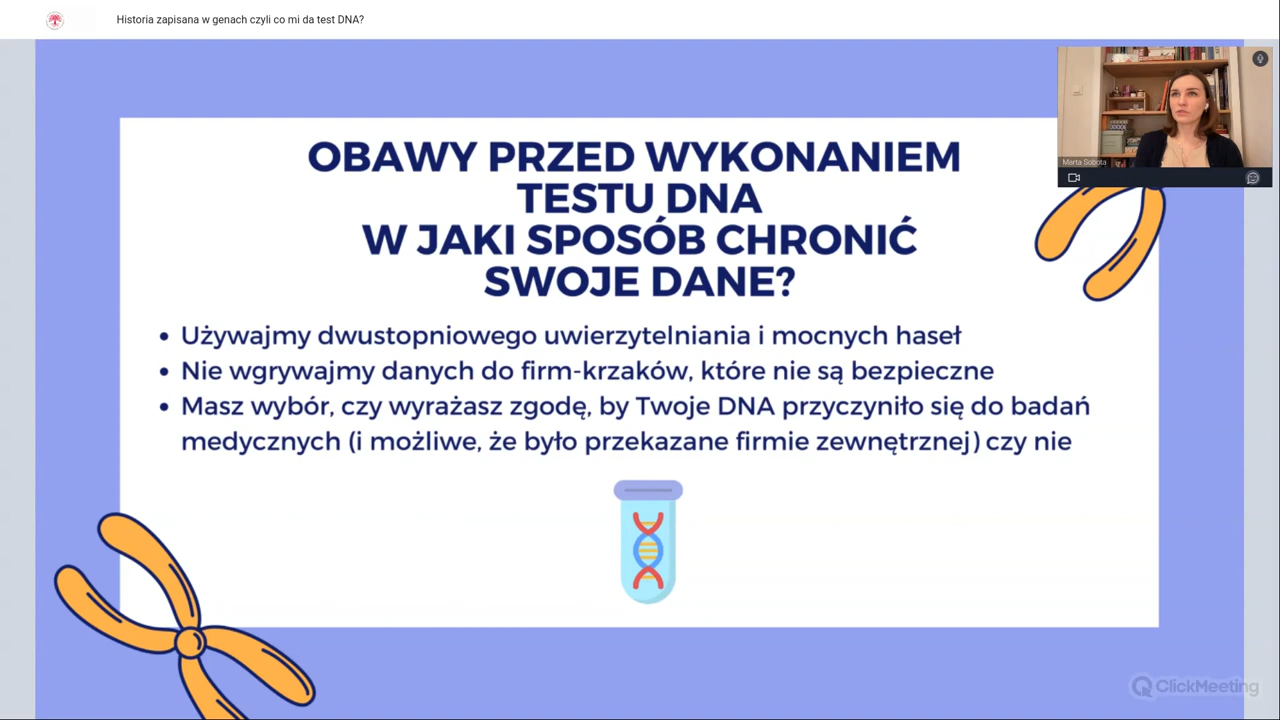 Historia zapisana w genach czyli co mi da test DNA?
Marta Sobota
OBAWY PRZED WYKONANIEM
TESTU DNA
W JAKI SPOSÓB CHRONIĆ
SWOJE DANE?
• Używajmy dwustopniowego uwierzytelniania i mocnych haseł
• Nie wgrywajmy danych do firm-krzaków, które nie są bezpieczne
• Masz wybór, czy wyrażasz zgodę, by Twoje DNA przyczyniło się do badań
medycznych (i możliwe, że było przekazane firmie zewnętrznej) czy nie
ClickMeeting